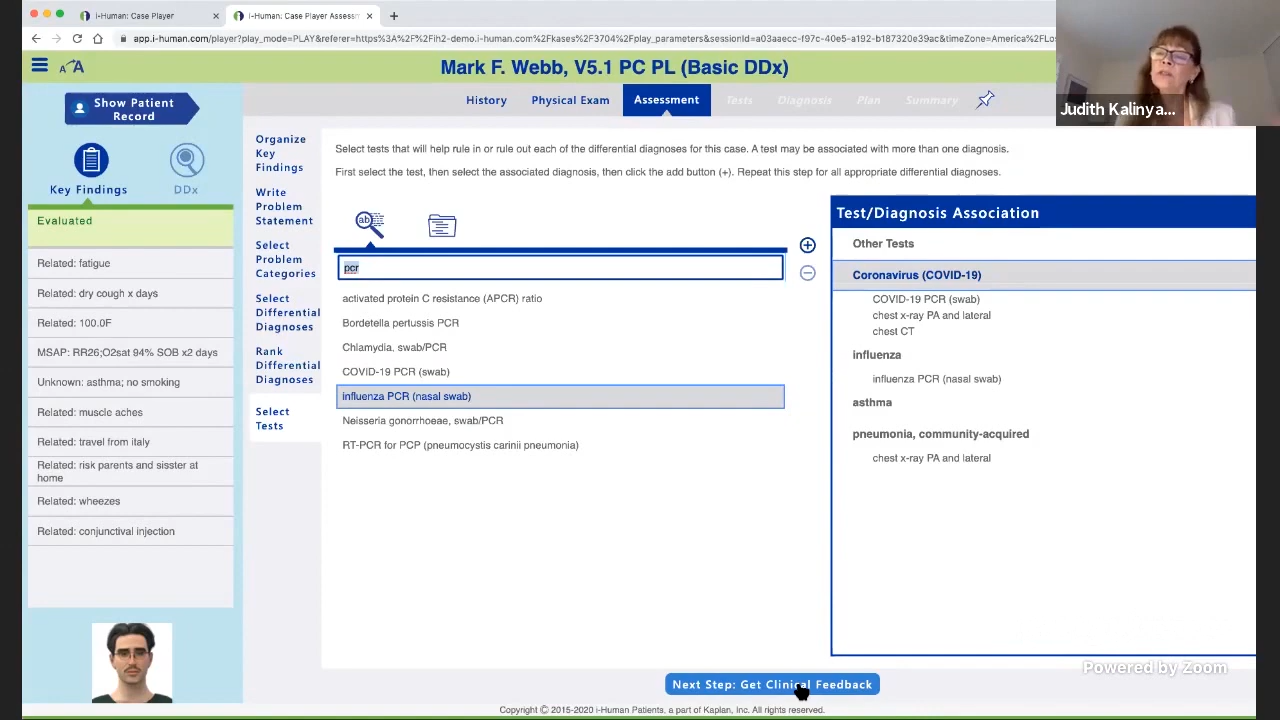 i-Human: Case Player
i-Human: Case Player Assessm
app.i-human.com/player?play_mode=PLAY&referer=https%3A%2F%2Fih2-demo.i-human.com%2Fkases%2F3704%2Fplay_parameters&sessionId=a03aaecc-f97c-40e5-a192-b187320e39ac&timeZone=America%2FLo
AA
Mark F. Webb, V5.1 PC PL (Basic DDx)
Judith Kalinya...
Show Patient
Record
History
Physical Exam
Assessment
Tests
Diagnosis
Plan
Summary
Key Findings
DDx
Evaluated
Related: fatigue
Related: dry cough x days
Related: 100.0F
MSAP: RR26;O2sat 94% SOB x2 days
Unknown: asthma; no smoking
Related: muscle aches
Related: travel from italy
Related: risk parents and sisster at
home
Related: wheezes
Related: conjunctival injection
Organize
Key
Findings
Write
Problem
Statement
Select
Problem
Categories
Select
Differential
Diagnoses
Rank
Differential
Diagnoses
Select
Tests
Select tests that will help rule in or rule out each of the differential diagnoses for this case. A test may be associated with more than one diagnosis.
First select the test, then select the associated diagnosis, then click the add button (+). Repeat this step for all appropriate differential diagnoses.
ab
pcr
activated protein C resistance (APCR) ratio
Bordetella pertussis PCR
Chlamydia, swab/PCR
COVID-19 PCR (swab)
influenza PCR (nasal swab)
Neisseria gonorrhoeae, swab/PCR
RT-PCR for PCP (pneumocystis carinii pneumonia)
Test/Diagnosis Association
Other Tests
Coronavirus (COVID-19)
COVID-19 PCR (swab)
chest x-ray PA and lateral
chest CT
influenza
influenza PCR (nasal swab)
asthma
pneumonia, community-acquired
chest x-ray PA and lateral
Powered by Zoom
Next Step: Get Clinical Feedback
Copyright © 2015-2020 i-Human Patients, a part of Kaplan, Inc. All rights reserved.